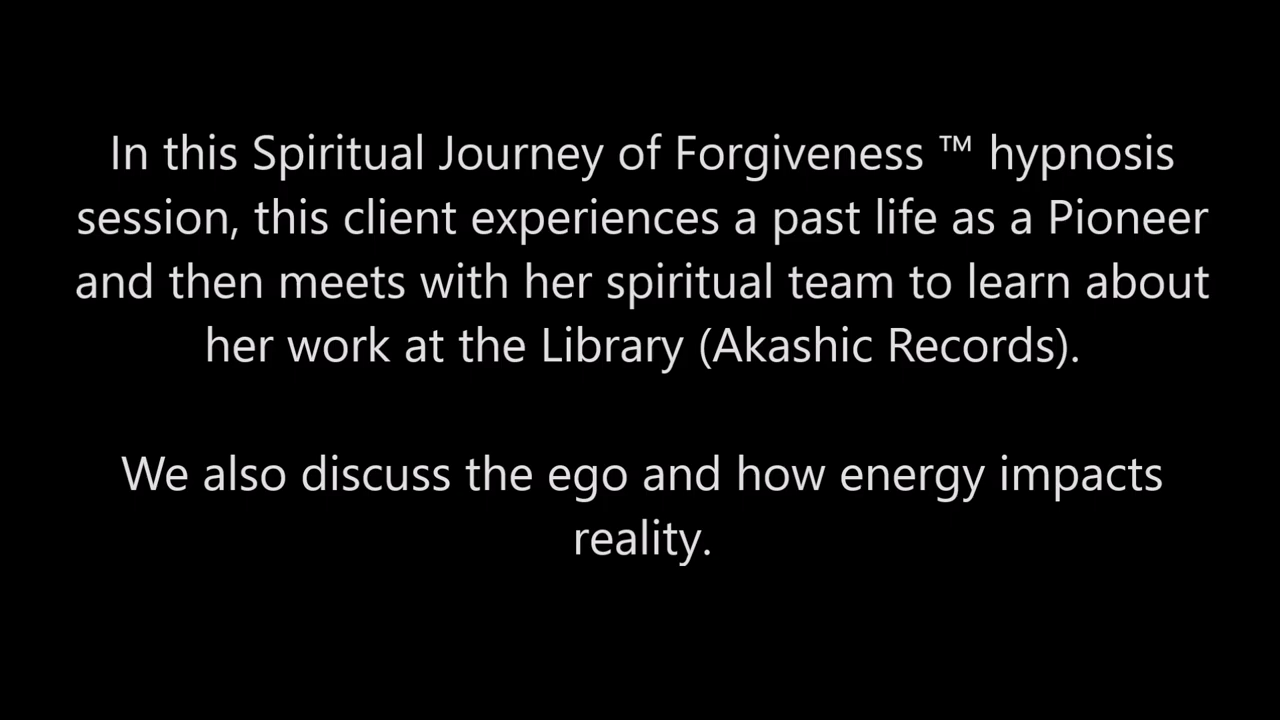 In this Spiritual Journey of Forgiveness ™ hypnosis
session, this client experiences a past life as a Pioneer
and then meets with her spiritual team to learn about
her work at the Library (Akashic Records).
We also discuss the ego and how energy impacts
reality.